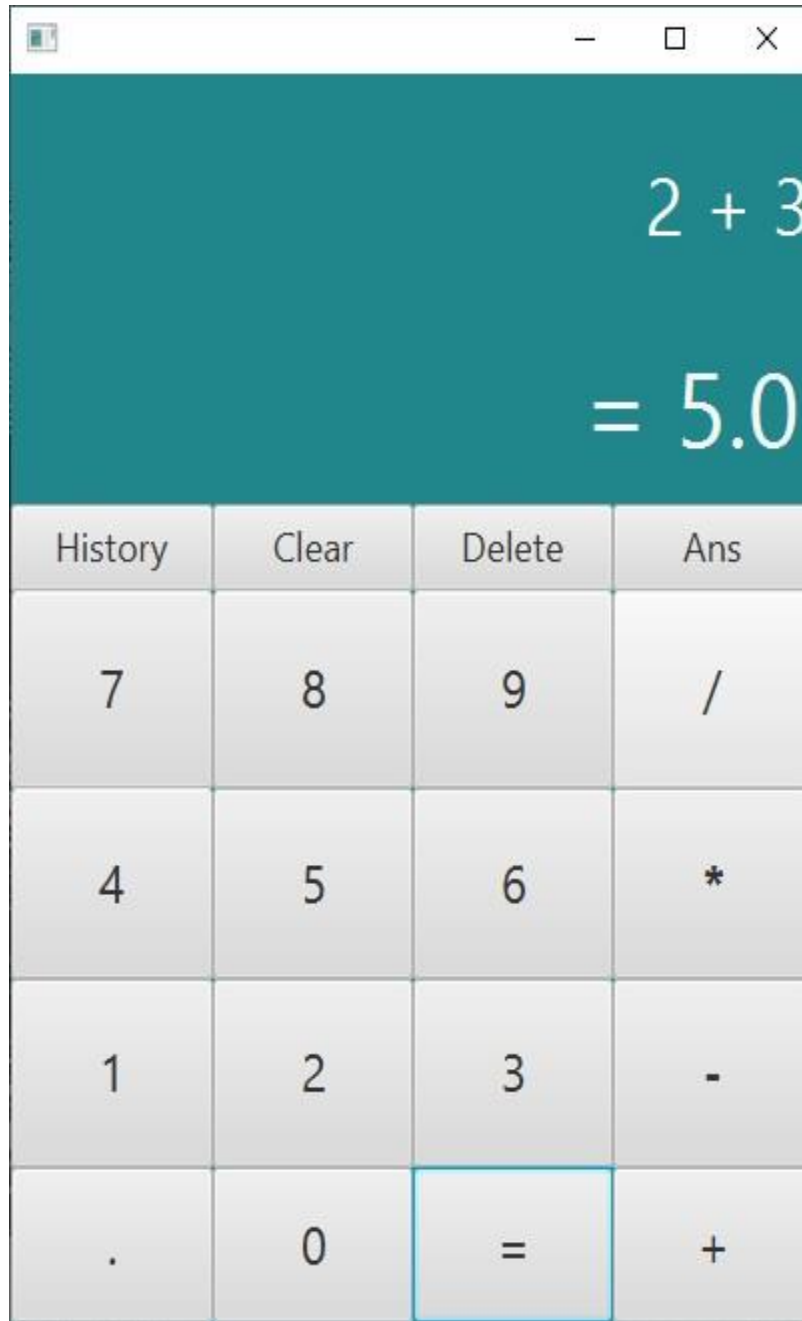 2 + 3
= 5.0
History Clear Delete Ans
7 8 9 /
4 5 6 *
1 2 3 -
. 0 = +